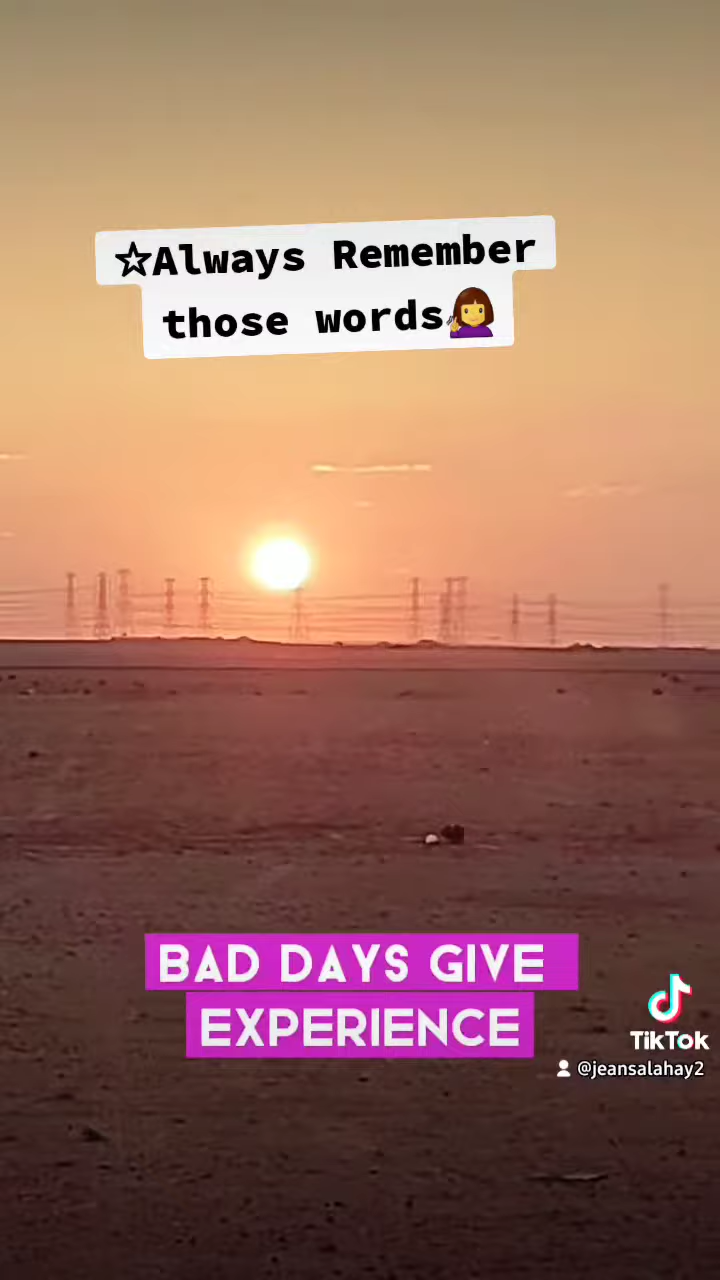 ☆Always Remember
those words💁‍♀️
BAD DAYS GIVE
EXPERIENCE
TikTok
@jeansalahay2